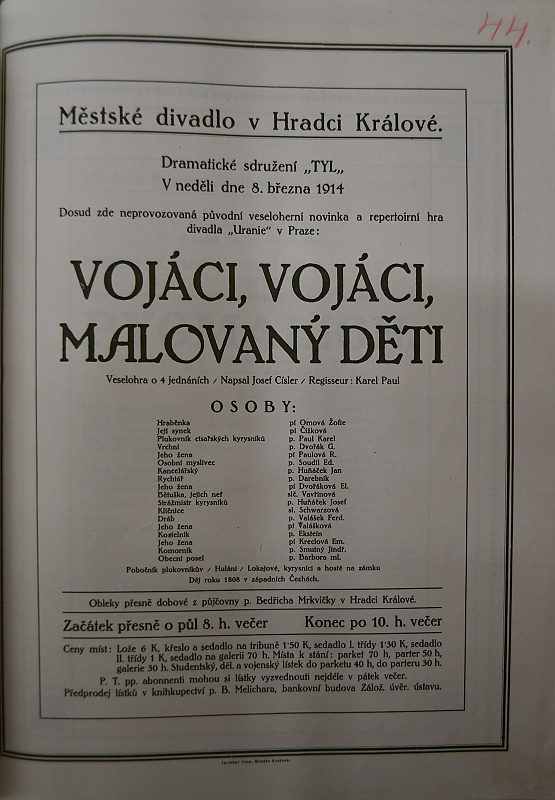 44.
Městské divadlo v Hradci Králové.
Dramatické sdružení „TYL„
V neděli dne 8. března 1914
Dosud zde neprovozovaná původní veseloherní novinka a repertoirní hra
divadla „Uranie“ v Praze:
VOJÁCI, VOJÁCI,
MALOVANÝ DĚTI
Veselohra o 4 jednáních / Napsal Josef Císler / Regisseur: Karel Paul
OSOBY:
Hraběnka pí Omová Žofie
Její synek pí Čížková
Plukovník císařských kyrysníků p. Paul Karel
Vrchní p. Dvořák G.
Jeho žena pí Paulová R.
Osobní myslivec p. Soudil Ed.
Kancelářský p. Huňáček Jan
Rychtář p. Darebník
Jeho žena pí Dvořáková El.
Bětuška, jejich neť slč. Vavřinová
Strážmistr kyrysníků p. Huňáček Josef
Klíčnice sl. Schwarzová
Dráb p. Valášek Ferd.
Jeho žena pí Valášková
Kostelník p. Ekstein
Jeho žena pí Kreclová Em.
Komorník p. Smutný Jindř.
Obecní posel p. Barbora ml.
Pobočník plukovníkův / Huláni / Lokajové, kyrysníci a hosté na zámku
Děj roku 1808 v západních Čechách.
Obleky přesně dobové z půjčovny p. Bedřicha Mrkvičky v Hradci Králové.
Začátek přesně o půl 8. h. večer Konec po 10. h. večer
Ceny míst: Lože 6 K, křeslo a sedadlo na tribuně 1·50 K, sedadlo I. třídy 1·30 K, sedadlo
II. třídy 1 K, sedadlo na galerii 70 h. Místa k stání: parket 70 h, parter 50 h,
galerie 30 h. Studentský, děl. a vojenský lístek do parketu 40 h, do parteru 30 h.
P. T. pp. abonnenti mohou si lístky vyzvednouti nejdéle v pátek večer.
Předprodej lístků v knihkupectví p. B. Melichara, bankovní budova Zálož. úvěr. ústavu.
Hradec Králové.